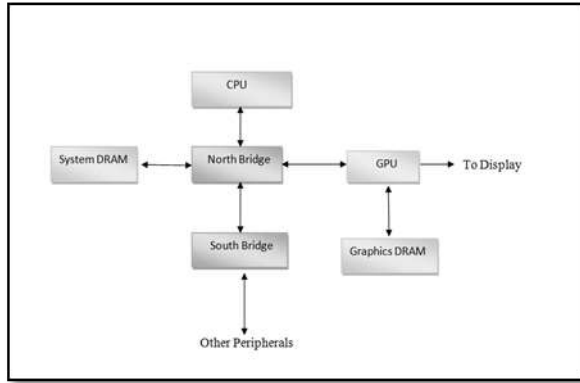 CPU
System DRAM
North Bridge
GPU
To Display
South Bridge
Graphics DRAM
Other Peripherals